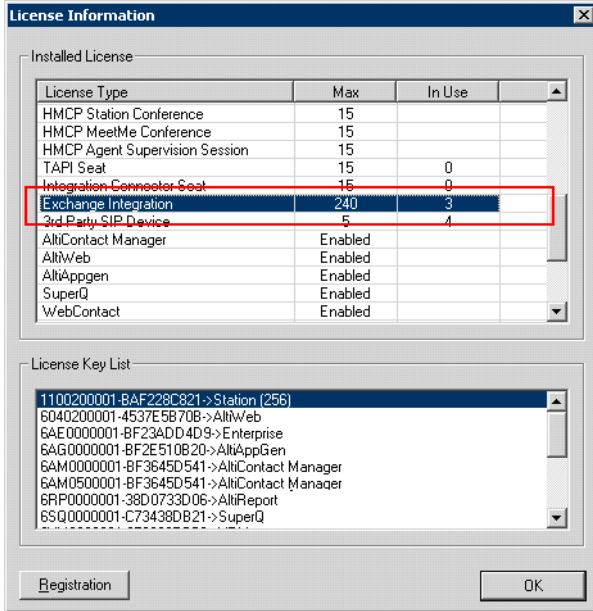 License Information
Installed License
License Type Max In Use
HMCP Station Conference 15
HMCP MeetMe Conference 15
HMCP Agent Supervision Session 15
TAPI Seat 15 0
Integration Connector Seat 15 0
Exchange Integration 240 3
3rd Party SIP Device 5 4
AltiContact Manager Enabled
AltiWeb Enabled
AltiAppgen Enabled
SuperQ Enabled
WebContact Enabled
License Key List
1100200001-BAF228C821->Station (256)
6040200001-4537E5B70B->AltiWeb
6AE0000001-BF23ADD4D9->Enterprise
6AG0000001-BF2E510B20->AltiAppGen
6AM0000001-BF3645D541->AltiContact Manager
6AM0500001-BF3645D541->AltiContact Manager
6RP0000001-38D0733D06->AltiReport
6SQ0000001-C73438DB21->SuperQ
Registration
OK